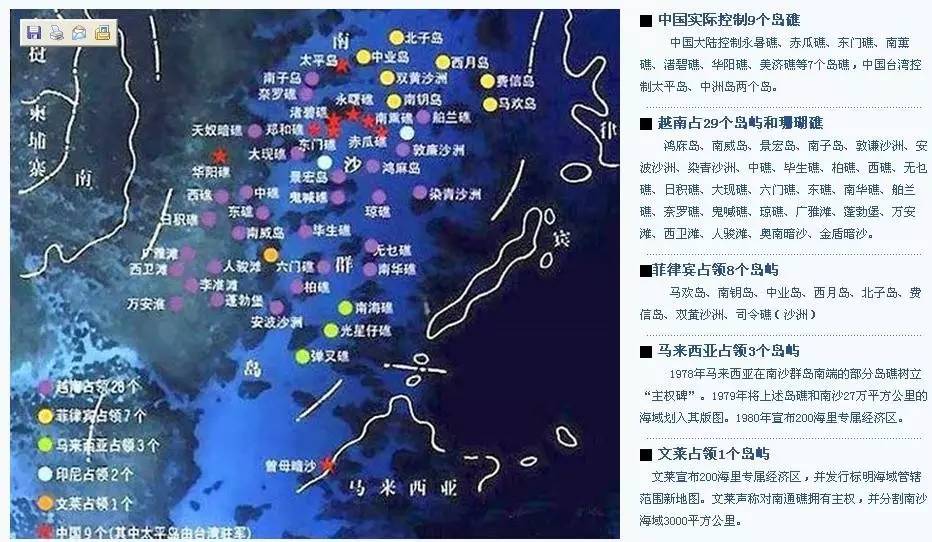 南
北子岛
太平岛
中业岛
西月岛
南子岛
双黄沙洲
费信岛
奈罗礁
永曙礁
南钥岛
马欢岛
渚碧礁
南薰礁
舶兰礁
天奴暗礁
郑和礁
东门礁
赤瓜礁
律
柬
埔
寨
南
大现礁
敦廉沙洲
沙
华阳礁
景宏岛
鸿麻岛
西礁
中礁
鬼喊礁
琼礁
染青沙洲
日积礁
东礁
南威岛
毕生礁
宾
无乜礁
广雅滩
西卫滩
人骏滩
六门礁
群
南华礁
李准滩
柏礁
万安淮
蓬勃堡
安波沙洲
南海礁
光星仔礁
岛
弹叉礁
越南占领28个
菲律宾占领7个
马来西亚占领3个
印尼占领2个
文莱占领1个
中国9个(其中太平岛由台湾驻军)
曾母暗沙
马来西亚
中国实际控制9个岛礁
中国大陆控制永暑礁、赤瓜礁、东门礁、南薰
礁、渚碧礁、华阳礁、美济礁等7个岛礁,中国台湾控
制太平岛、中洲岛两个岛。
越南占29个岛屿和珊瑚礁
鸿庥岛、南威岛、景宏岛、南子岛、敦谦沙洲、安
波沙洲、染青沙洲、中礁、毕生礁、柏礁、西礁、无乜
礁、日积礁、大现礁、六门礁、东礁、南华礁、舶兰
礁、奈罗礁、鬼喊礁、琼礁、广雅滩、蓬勃堡、万安
滩、西卫滩、人骏滩、奥南暗沙、金盾暗沙。
菲律宾占领8个岛屿
马欢岛、南钥岛、中业岛、西月岛、北子岛、费
信岛、双黄沙洲、司令礁(沙洲)
马来西亚占领3个岛屿
1978年马来西亚在南沙群岛南端的部分岛礁树立
“主权碑”。1979年将上述岛礁和南沙27万平方公里的
海域划入其版图。1980年宣布200海里专属经济区。
文莱占领1个岛屿
文莱宣布200海里专属经济区,并发行标明海域管辖
范围新地图。文莱声称对南通礁拥有主权,并分割南沙
海域3000平方公里。